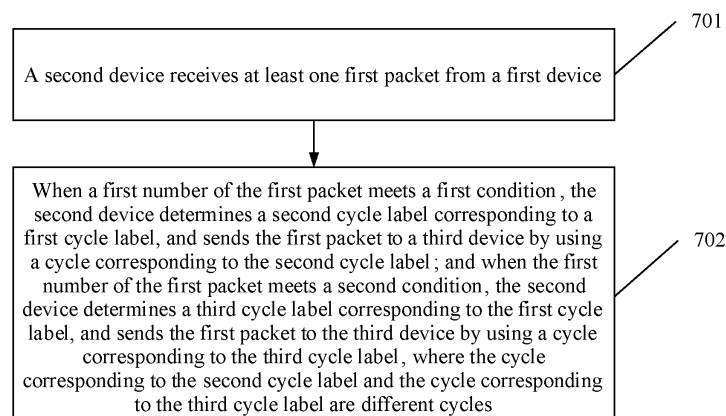 701
A second device receives at least one first packet from a first device
When a first number of the first packet meets a first condition, the
second device determines a second cycle label corresponding to a
first cycle label, and sends the first packet to a third device by using
a cycle corresponding to the second cycle label; and when the first
number of the first packet meets a second condition, the second
device determines a third cycle label corresponding to the first cycle
label, and sends the first packet to the third device by using a cycle
corresponding to the third cycle label, where the cycle
corresponding to the second cycle label and the cycle corresponding
to the third cycle label are different cycles
702